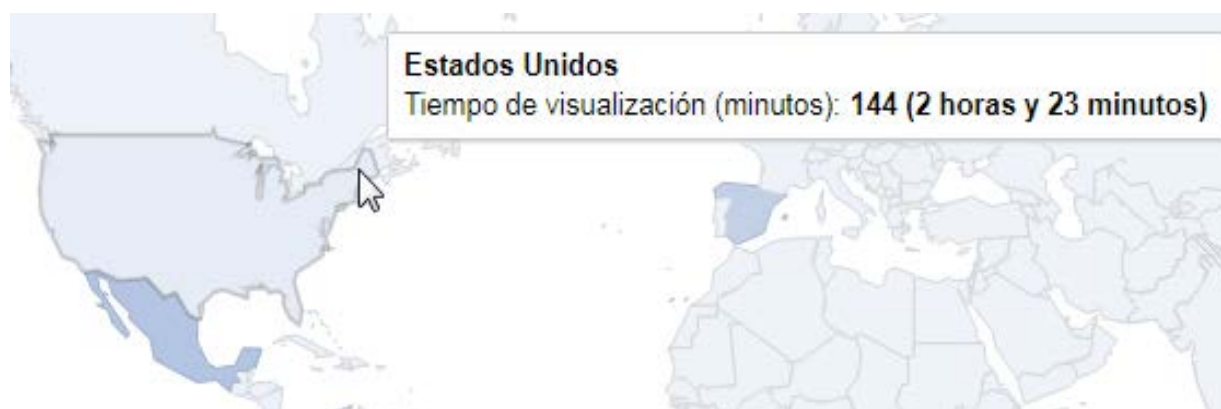 Estados Unidos
Tiempo de visualización (minutos): 144 (2 horas y 23 minutos)